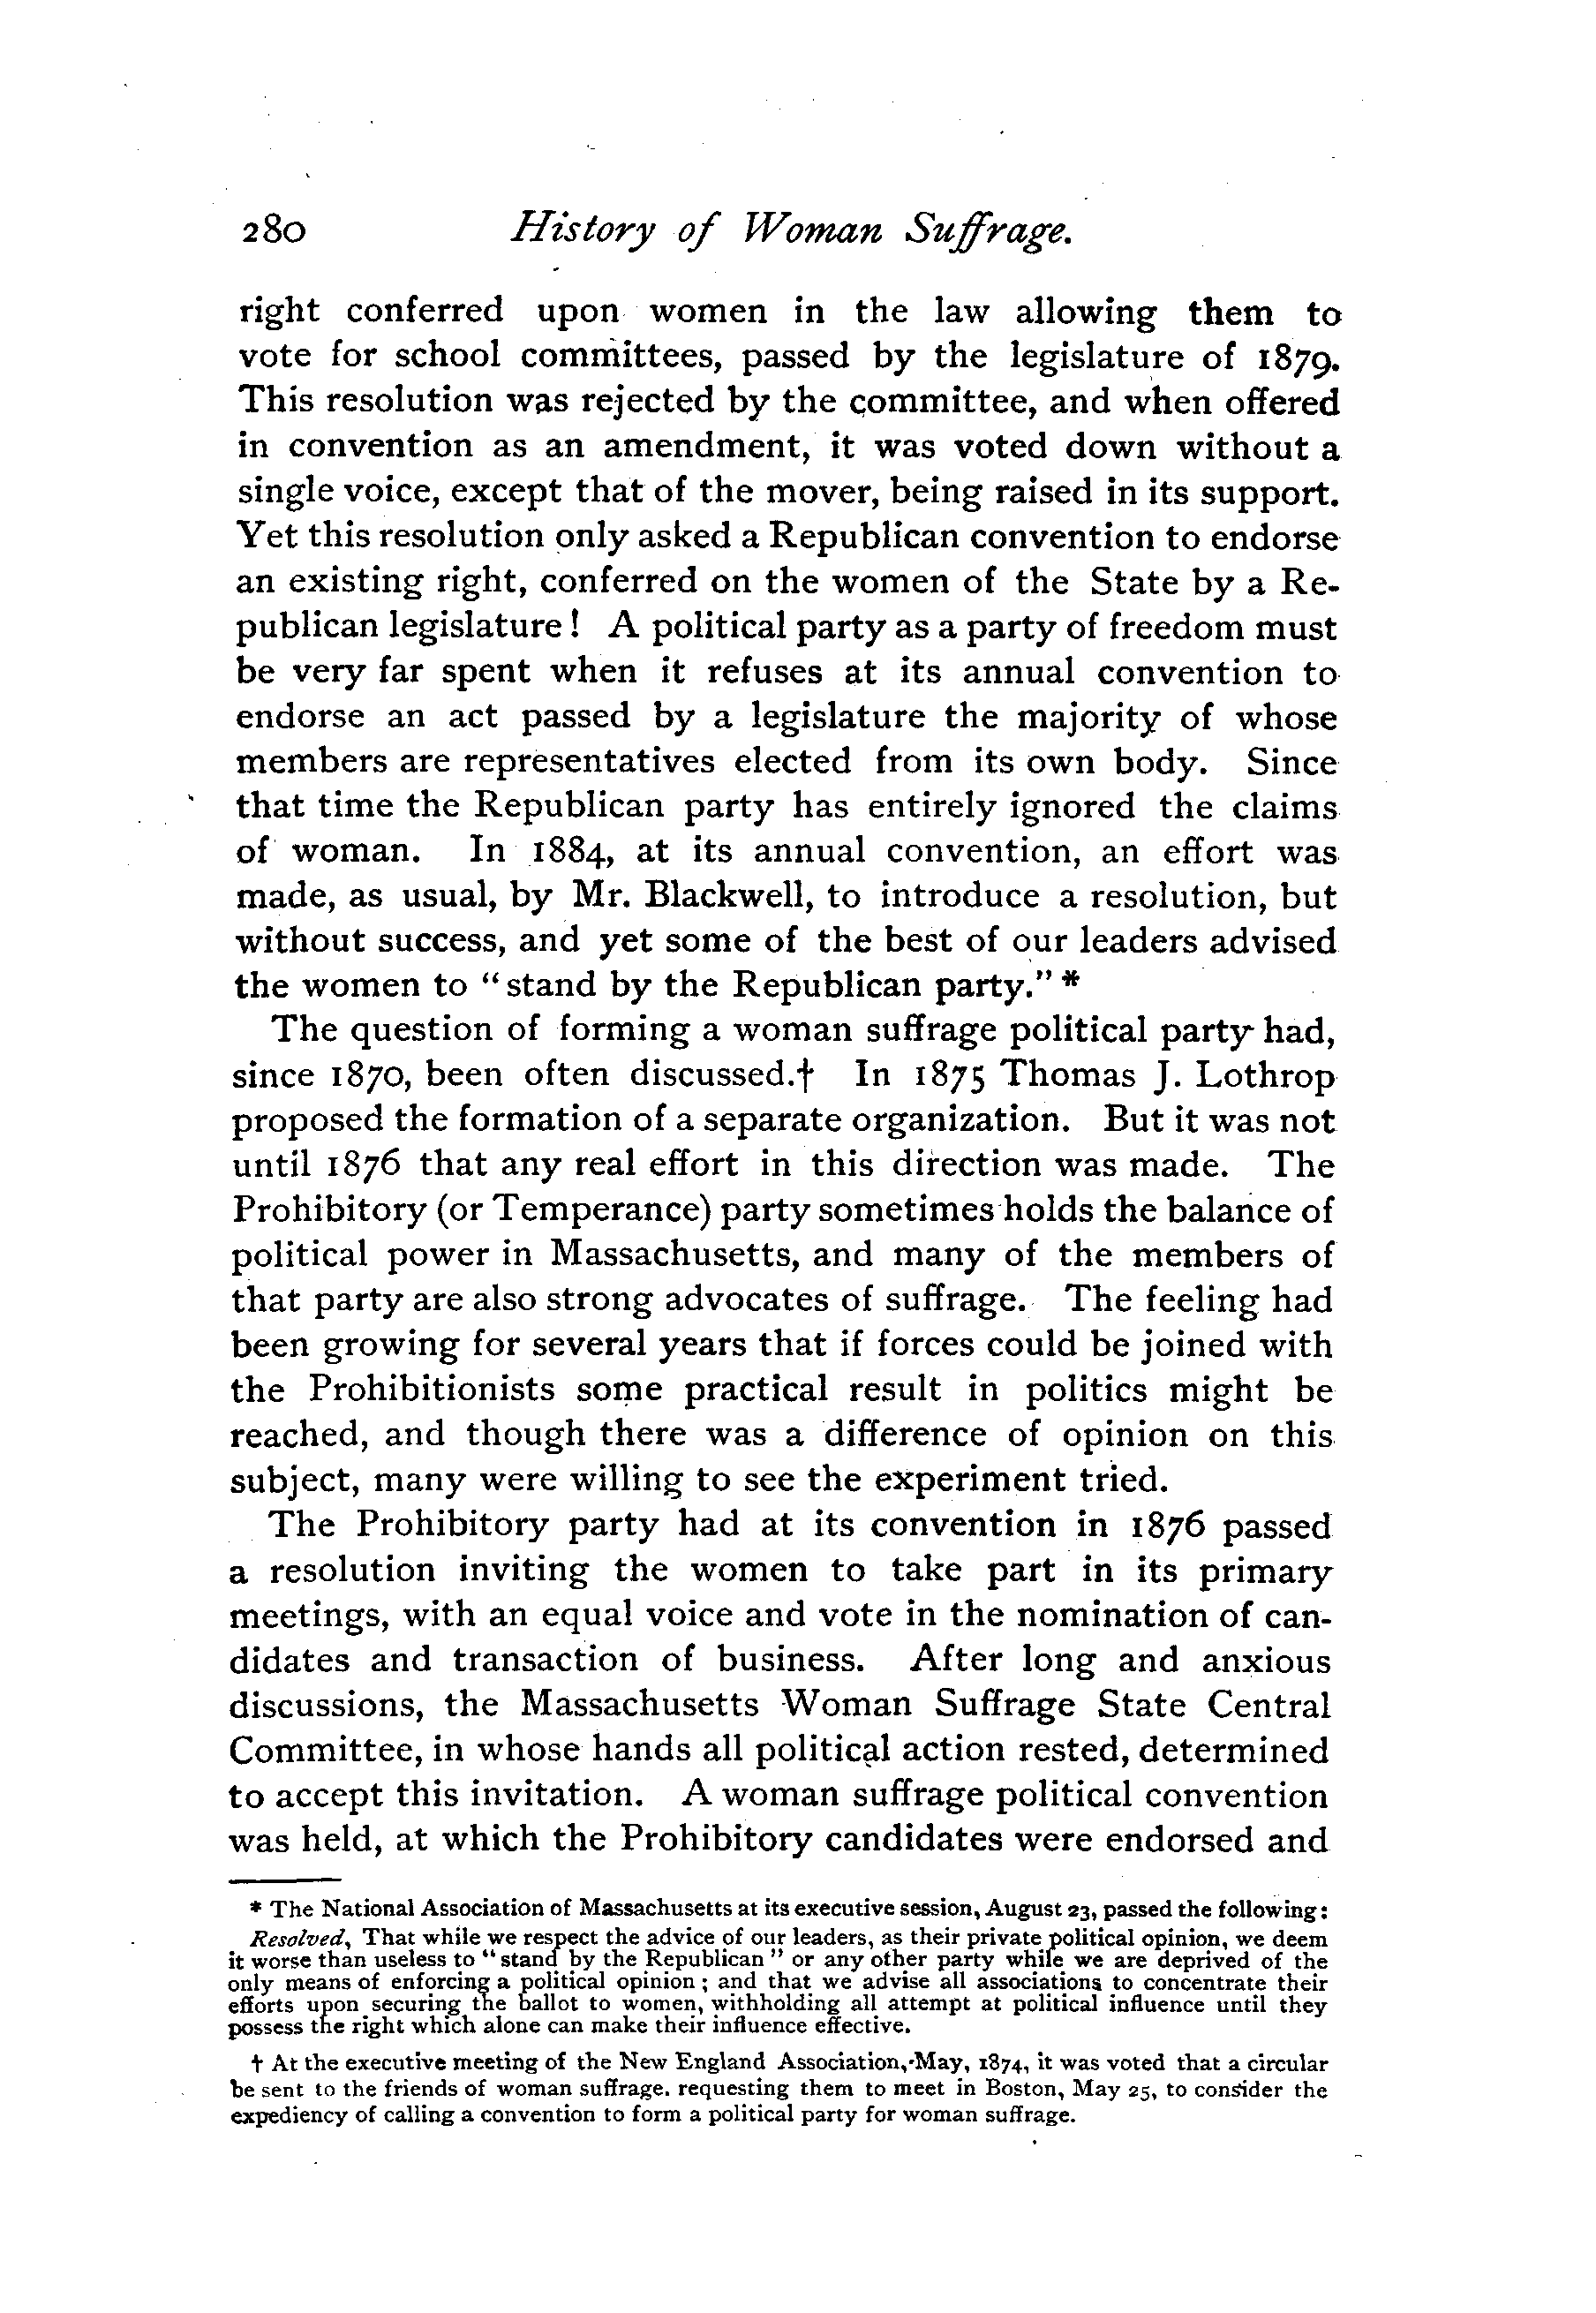 280 History of Woman Suffrage.
right conferred upon women in the law allowing them to
vote for school committees, passed by the legislature of 1879.
This resolution was rejected by the committee, and when offered
in convention as an amendment, it was voted down without a
single voice, except that of the mover, being raised in its support.
Yet this resolution only asked a Republican convention to endorse
an existing right, conferred on the women of the State by a Re-
publican legislature! A political party as a party of freedom must
be very far spent when it refuses at its annual convention to
endorse an act passed by a legislature the majority of whose
members are representatives elected from its own body. Since
that time the Republican party has entirely ignored the claims
of woman. In 1884, at its annual convention, an effort was
made, as usual, by Mr. Blackwell, to introduce a resolution, but
without success, and yet some of the best of our leaders advised
the women to "stand by the Republican party."*
The question of forming a woman suffrage political party had,
since 1870, been often discussed.† In 1875 Thomas J. Lothrop
proposed the formation of a separate organization. But it was not
until 1876 that any real effort in this direction was made. The
Prohibitory (or Temperance) party sometimes holds the balance of
political power in Massachusetts, and many of the members of
that party are also strong advocates of suffrage. The feeling had
been growing for several years that if forces could be joined with
the Prohibitionists some practical result in politics might be
reached, and though there was a difference of opinion on this
subject, many were willing to see the experiment tried.
The Prohibitory party had at its convention in 1876 passed
a resolution inviting the women to take part in its primary
meetings, with an equal voice and vote in the nomination of can-
didates and transaction of business. After long and anxious
discussions, the Massachusetts Woman Suffrage State Central
Committee, in whose hands all political action rested, determined
to accept this invitation. A woman suffrage political convention
was held, at which the Prohibitory candidates were endorsed and
* The National Association of Massachusetts at its executive session, August 23, passed the following:
Resolved, That while we respect the advice of our leaders, as their private political opinion, we deem
it worse than useless to "stand by the Republican" or any other party while we are deprived of the
only means of enforcing a political opinion; and that we advise all associations to concentrate their
efforts upon securing the ballot to women, withholding all attempt at political influence until they
possess the right which alone can make their influence effective.
† At the executive meeting of the New England Association, May, 1874, it was voted that a circular
be sent to the friends of woman suffrage. requesting them to meet in Boston, May 25, to consider the
expediency of calling a convention to form a political party for woman suffrage.